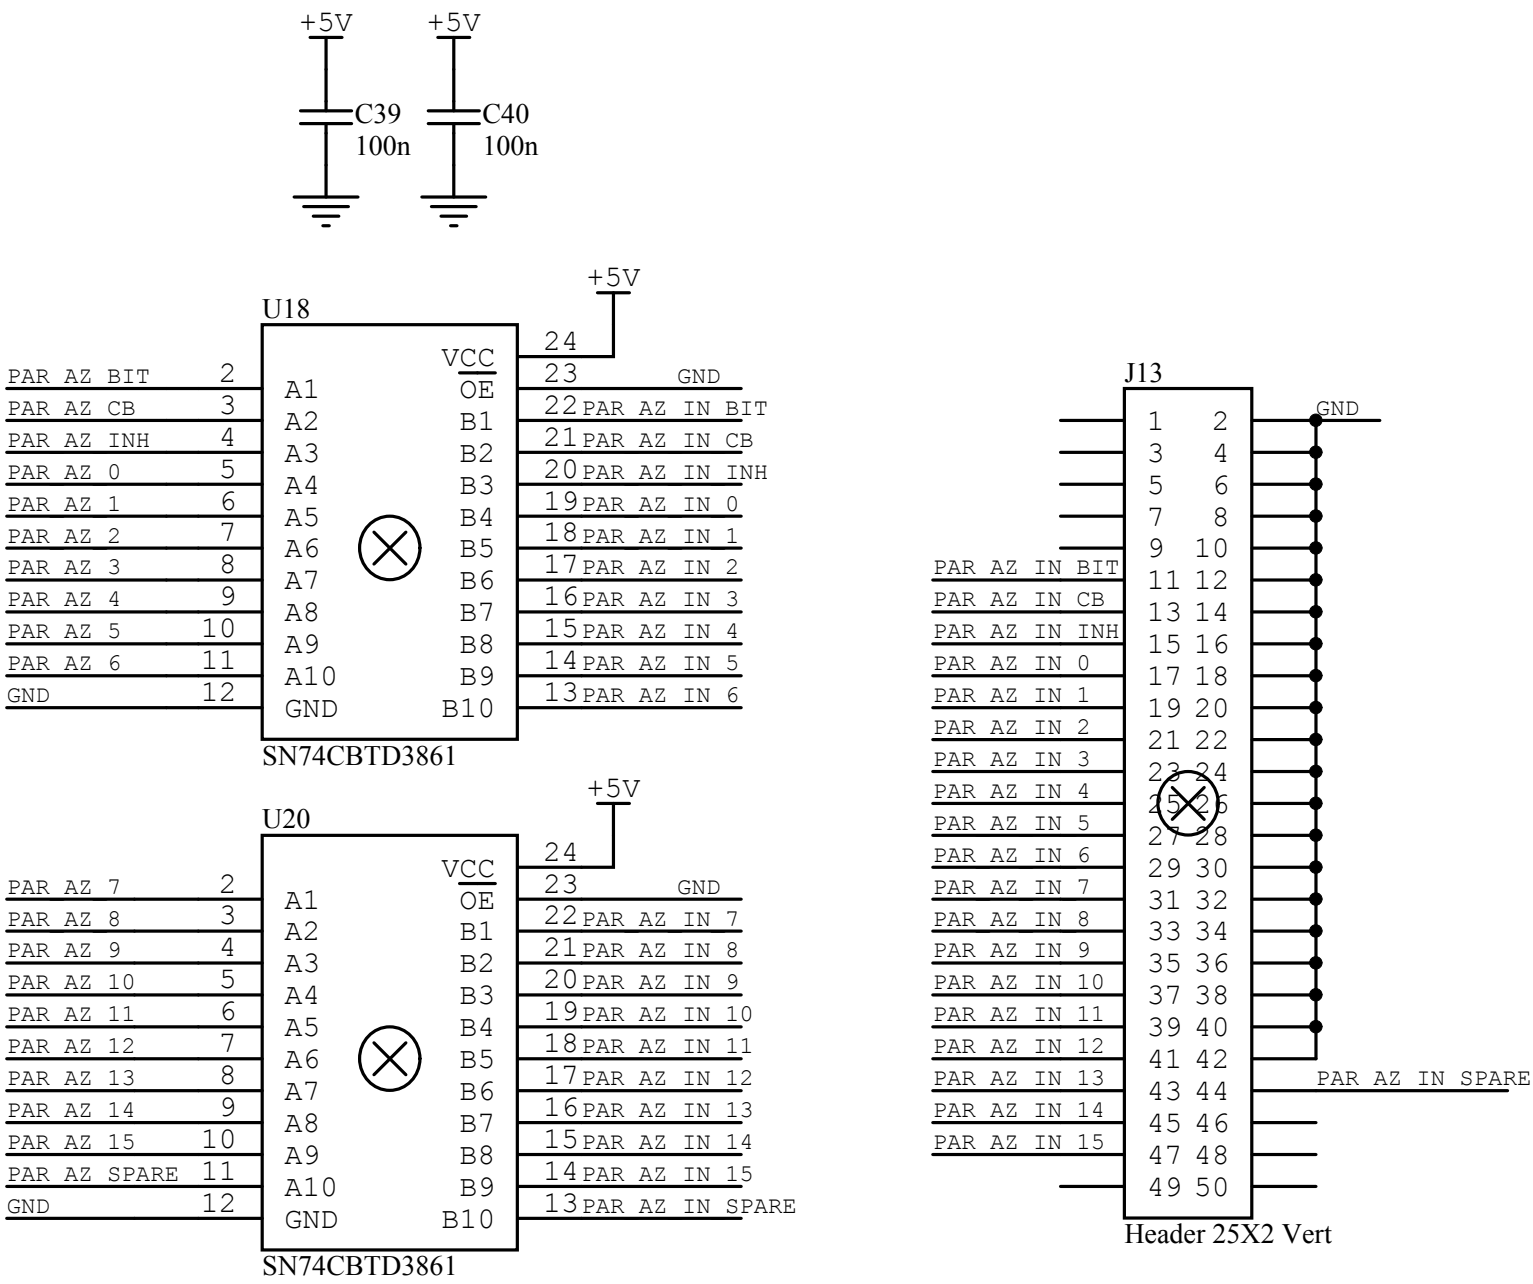 +5V +5V
C39 C40
100n 100n
+5V
U18
24
VCC
PAR AZ BIT 2 A1 OE 23 GND
PAR AZ CB 3 A2 B1 22 PAR AZ IN BIT
PAR AZ INH 4 A3 B2 21 PAR AZ IN CB
PAR AZ 0 5 A4 B3 20 PAR AZ IN INH
PAR AZ 1 6 A5 B4 19 PAR AZ IN 0
PAR AZ 2 7 A6 B5 18 PAR AZ IN 1
PAR AZ 3 8 A7 B6 17 PAR AZ IN 2
PAR AZ 4 9 A8 B7 16 PAR AZ IN 3
PAR AZ 5 10 A9 B8 15 PAR AZ IN 4
PAR AZ 6 11 A10 B9 14 PAR AZ IN 5
GND 12 GND B10 13 PAR AZ IN 6
SN74CBTD3861
+5V
U20
24
VCC
PAR AZ 7 2 A1 OE 23 GND
PAR AZ 8 3 A2 B1 22 PAR AZ IN 7
PAR AZ 9 4 A3 B2 21 PAR AZ IN 8
PAR AZ 10 5 A4 B3 20 PAR AZ IN 9
PAR AZ 11 6 A5 B4 19 PAR AZ IN 10
PAR AZ 12 7 A6 B5 18 PAR AZ IN 11
PAR AZ 13 8 A7 B6 17 PAR AZ IN 12
PAR AZ 14 9 A8 B7 16 PAR AZ IN 13
PAR AZ 15 10 A9 B8 15 PAR AZ IN 14
PAR AZ SPARE 11 A10 B9 14 PAR AZ IN 15
GND 12 GND B10 13 PAR AZ IN SPARE
SN74CBTD3861
J13
1 2 GND
3 4
5 6
7 8
9 10
PAR AZ IN BIT 11 12
PAR AZ IN CB 13 14
PAR AZ IN INH 15 16
PAR AZ IN 0 17 18
PAR AZ IN 1 19 20
PAR AZ IN 2 21 22
PAR AZ IN 3 23 24
PAR AZ IN 4 25 26
PAR AZ IN 5 27 28
PAR AZ IN 6 29 30
PAR AZ IN 7 31 32
PAR AZ IN 8 33 34
PAR AZ IN 9 35 36
PAR AZ IN 10 37 38
PAR AZ IN 11 39 40
PAR AZ IN 12 41 42
PAR AZ IN 13 43 44 PAR AZ IN SPARE
PAR AZ IN 14 45 46
PAR AZ IN 15 47 48
49 50
Header 25X2 Vert